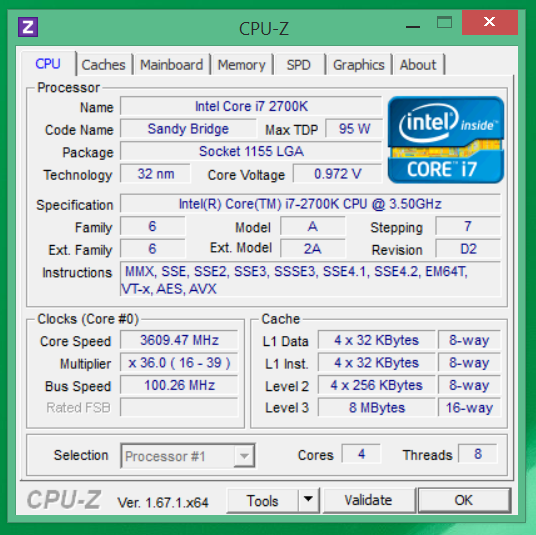 Z
CPU-Z
CPU Caches Mainboard Memory SPD Graphics About
Processor
Name Intel Core i7 2700K
Code Name Sandy Bridge Max TDP 95 W
Package Socket 1155 LGA
Technology 32 nm Core Voltage 0.972 V
intel inside™
CORE™ i7
Specification Intel(R) Core(TM) i7-2700K CPU @ 3.50GHz
Family 6 Model A Stepping 7
Ext. Family 6 Ext. Model 2A Revision D2
Instructions MMX, SSE, SSE2, SSE3, SSSE3, SSE4.1, SSE4.2, EM64T,
VT-x, AES, AVX
Clocks (Core #0)
Core Speed 3609.47 MHz
Multiplier x 36.0 ( 16 - 39 )
Bus Speed 100.26 MHz
Rated FSB
Cache
L1 Data 4 x 32 KBytes 8-way
L1 Inst. 4 x 32 KBytes 8-way
Level 2 4 x 256 KBytes 8-way
Level 3 8 MBytes 16-way
Selection Processor #1 Cores 4 Threads 8
CPU-Z Ver. 1.67.1.x64 Tools Validate OK